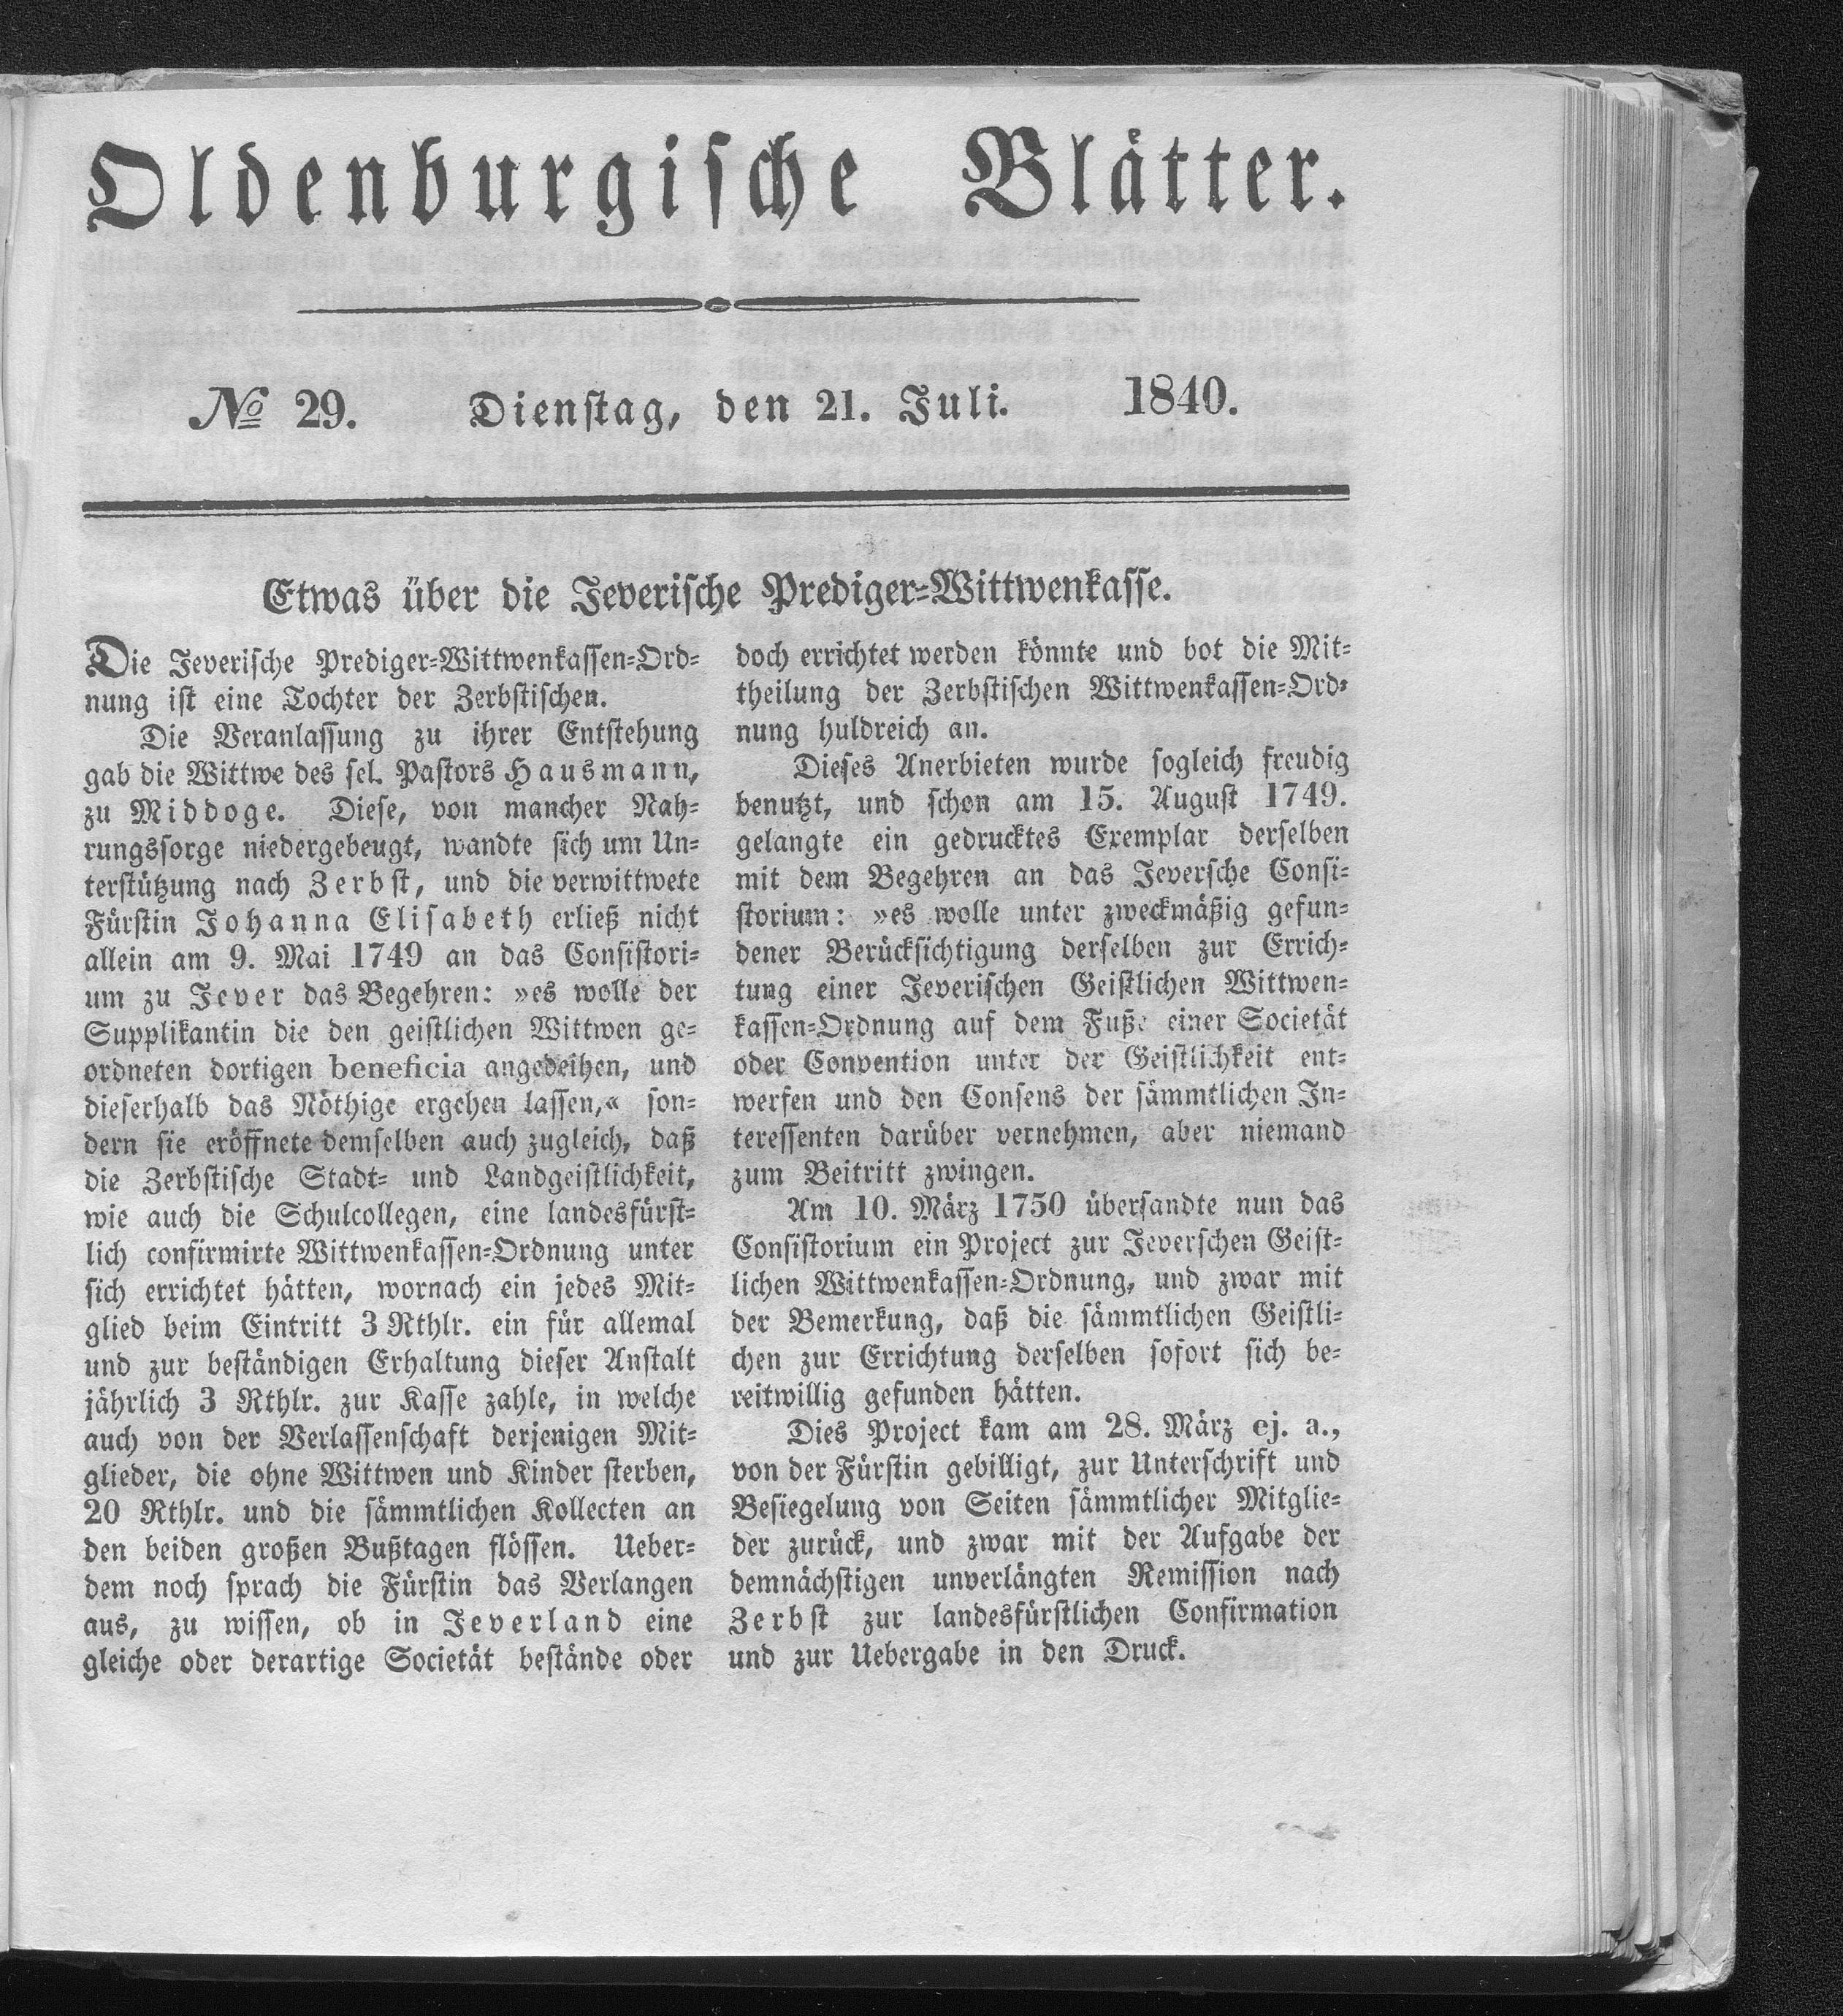 Oldenburgische Blätter.
№ 29. Dienstag, den 21. Juli. 1840.
Etwas über die Jeverische Prediger-Wittwenkasse.
Die Jeverische Prediger-Wittwenkassen-Ord-
nung ist eine Tochter der Zerbstischen.
Die Veranlassung zu ihrer Entstehung
gab die Wittwe des sel. Pastors Hausmann,
zu Middoge. Diese, von mancher Nah-
rungssorge niedergebeugt, wandte sich um Un-
terstützung nach Zerbst, und die verwittwete
Fürstin Johanna Elisabeth erließ nicht
allein am 9. Mai 1749 an das Consistori-
um zu Jever das Begehren: »es wolle der
Supplikantin die den geistlichen Wittwen ge-
ordneten dortigen beneficia angedeihen, und
dieserhalb das Nöthige ergehen lassen,« son-
dern sie eröffnete demselben auch zugleich, daß
die Zerbstische Stadt- und Landgeistlichkeit,
wie auch die Schulcollegen, eine landesfürst-
lich confirmirte Wittwenkassen-Ordnung unter
sich errichtet hätten, wornach ein jedes Mit-
glied beim Eintritt 3 Rthlr. ein für allemal
und zur beständigen Erhaltung dieser Anstalt
jährlich 3 Rthlr. zur Kasse zahle, in welche
auch von der Verlassenschaft derjenigen Mit-
glieder, die ohne Wittwen und Kinder sterben,
20 Rthlr. und die sämmtlichen Kollecten an
den beiden großen Bußtagen flössen. Ueber-
dem noch sprach die Fürstin das Verlangen
aus, zu wissen, ob in Jeverland eine
gleiche oder derartige Societät bestände oder
doch errichtet werden könnte und bot die Mit-
theilung der Zerbstischen Wittwenkassen-Ord-
nung huldreich an.
Dieses Anerbieten wurde sogleich freudig
benutzt, und schon am 15. August 1749.
gelangte ein gedrucktes Exemplar derselben
mit dem Begehren an das Jeversche Consi-
storium: »es wolle unter zweckmäßig gefun-
dener Berücksichtigung derselben zur Errich-
tung einer Jeverischen Geistlichen Wittwen-
kassen-Ordnung auf dem Fuße einer Societät
oder Convention unter der Geistlichkeit ent-
werfen und den Consens der sämmtlichen In-
teressenten darüber vernehmen, aber niemand
zum Beitritt zwingen.
Am 10. März 1750 übersandte nun das
Consistorium ein Project zur Jeverschen Geist-
lichen Wittwenkassen-Ordnung, und zwar mit
der Bemerkung, daß die sämmtlichen Geistli-
chen zur Errichtung derselben sofort sich be-
reitwillig gefunden hätten.
Dies Project kam am 28. März ej. a.,
von der Fürstin gebilligt, zur Unterschrift und
Besiegelung von Seiten sämmtlicher Mitglie-
der zurück, und zwar mit der Aufgabe der
demnächstigen unverlängten Remission nach
Zerbst zur landesfürstlichen Confirmation
und zur Uebergabe in den Druck.